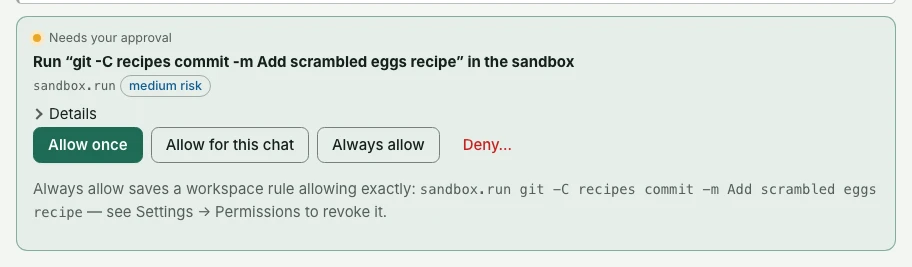 Needs your approval
Run “git -C recipes commit -m Add scrambled eggs recipe” in the sandbox
sandbox.run medium risk
Details
Allow once Allow for this chat Always allow Deny...
Always allow saves a workspace rule allowing exactly: sandbox.run git -C recipes commit -m Add scrambled eggs
recipe — see Settings → Permissions to revoke it.